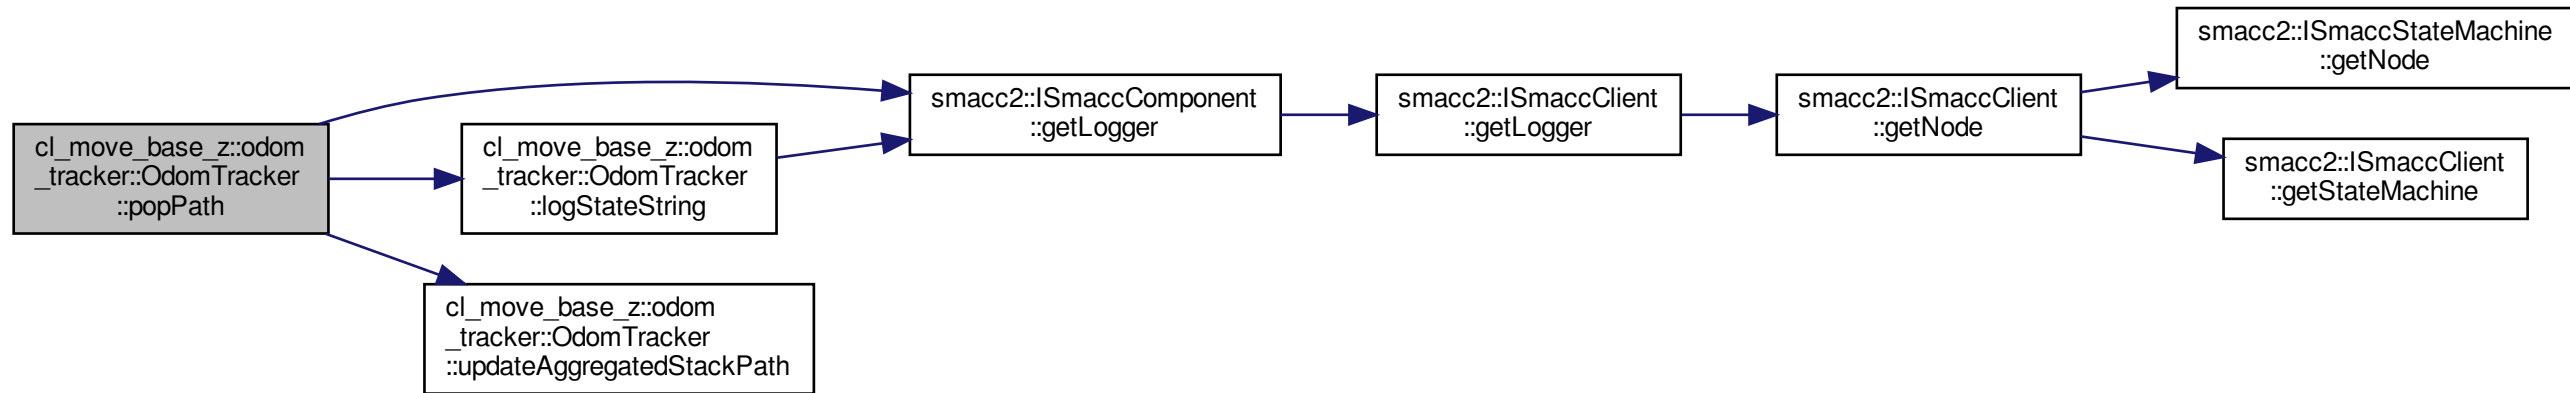 cl_move_base_z::odom
_tracker::OdomTracker
::popPath
cl_move_base_z::odom
_tracker::OdomTracker
::logStateString
cl_move_base_z::odom
_tracker::OdomTracker
::updateAggregatedStackPath
smacc2::ISmaccComponent
::getLogger
smacc2::ISmaccClient
::getLogger
smacc2::ISmaccClient
::getNode
smacc2::ISmaccStateMachine
::getNode
smacc2::ISmaccClient
::getStateMachine